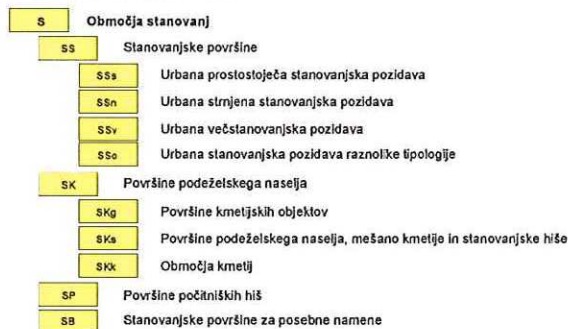 S Območja stanovanj
SS Stanovanjske površine
SSs Urbana prostostoječa stanovanjska pozidava
SSn Urbana strnjena stanovanjska pozidava
SSv Urbana večstanovanjska pozidava
SSo Urbana stanovanjska pozidava raznolike tipologije
SK Površine podeželskega naselja
SKg Površine kmetijskih objektov
SKs Površine podeželskega naselja, mešano kmetije in stanovanjske hiše
SKk Območja kmetij
SP Površine počitniških hiš
SB Stanovanjske površine za posebne namene